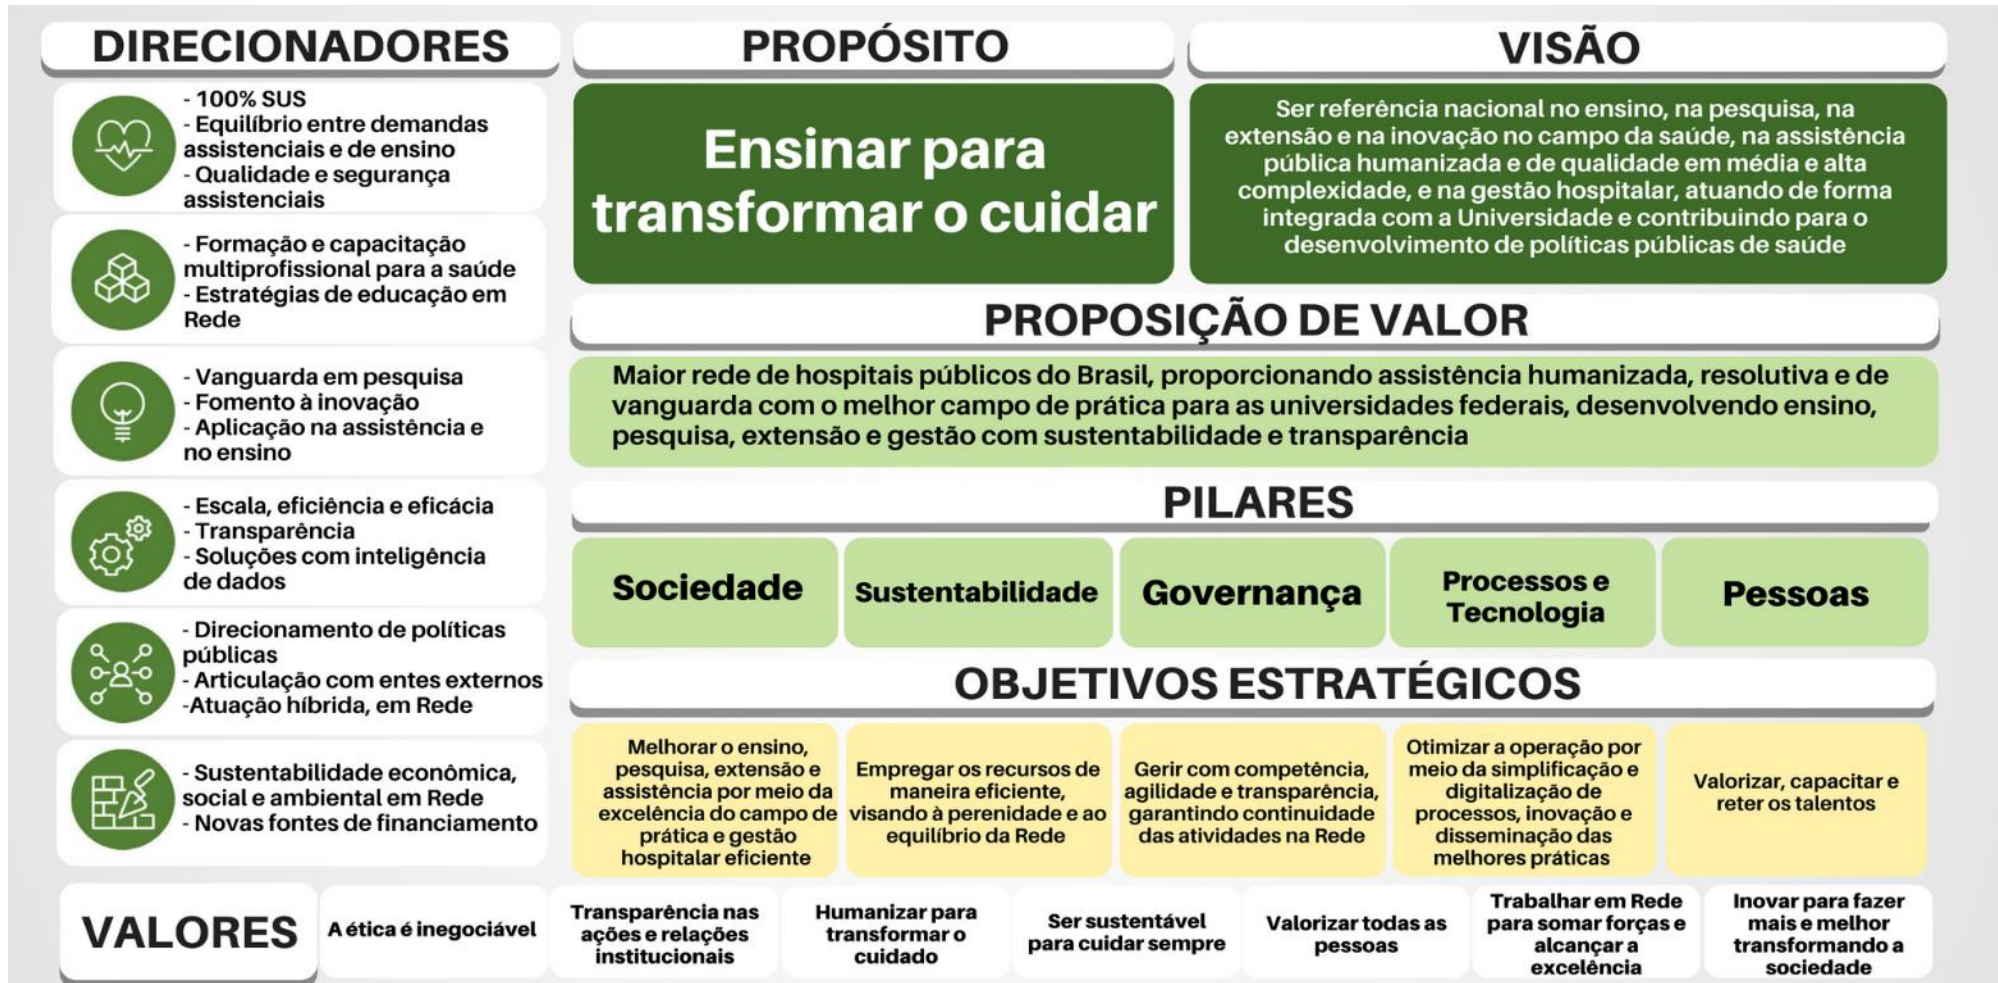 DIRECIONADORES
- 100% SUS
- Equilíbrio entre demandas
assistenciais e de ensino
- Qualidade e segurança
assistenciais
- Formação e capacitação
multiprofissional para a saúde
- Estratégias de educação em
Rede
- Vanguarda em pesquisa
- Fomento à inovação
- Aplicação na assistência e
no ensino
- Escala, eficiência e eficácia
- Transparência
- Soluções com inteligência
de dados
- Direcionamento de políticas
públicas
- Articulação com entes externos
-Atuação híbrida, em Rede
- Sustentabilidade econômica,
social e ambiental em Rede
- Novas fontes de financiamento
PROPÓSITO
Ensinar para
transformar o cuidar
VISÃO
Ser referência nacional no ensino, na pesquisa, na
extensão e na inovação no campo da saúde, na assistência
pública humanizada e de qualidade em média e alta
complexidade, e na gestão hospitalar, atuando de forma
integrada com a Universidade e contribuindo para o
desenvolvimento de políticas públicas de saúde
PROPOSIÇÃO DE VALOR
Maior rede de hospitais públicos do Brasil, proporcionando assistência humanizada, resolutiva e de
vanguarda com o melhor campo de prática para as universidades federais, desenvolvendo ensino,
pesquisa, extensão e gestão com sustentabilidade e transparência
PILARES
Sociedade
Sustentabilidade
Governança
Processos e
Tecnologia
Pessoas
OBJETIVOS ESTRATÉGICOS
Melhorar o ensino,
pesquisa, extensão e
assistência por meio da
excelência do campo de
prática e gestão
hospitalar eficiente
Empregar os recursos de
maneira eficiente,
visando à perenidade e ao
equilíbrio da Rede
Gerir com competência,
agilidade e transparência,
garantindo continuidade
das atividades na Rede
Otimizar a operação por
meio da simplificação e
digitalização de
processos, inovação e
disseminação das
melhores práticas
Valorizar, capacitar e
reter os talentos
VALORES
A ética é inegociável
Transparência nas
ações e relações
institucionais
Humanizar para
transformar o
cuidado
Ser sustentável
para cuidar sempre
Valorizar todas as
pessoas
Trabalhar em Rede
para somar forças e
alcançar a
excelência
Inovar para fazer
mais e melhor
transformando a
sociedade